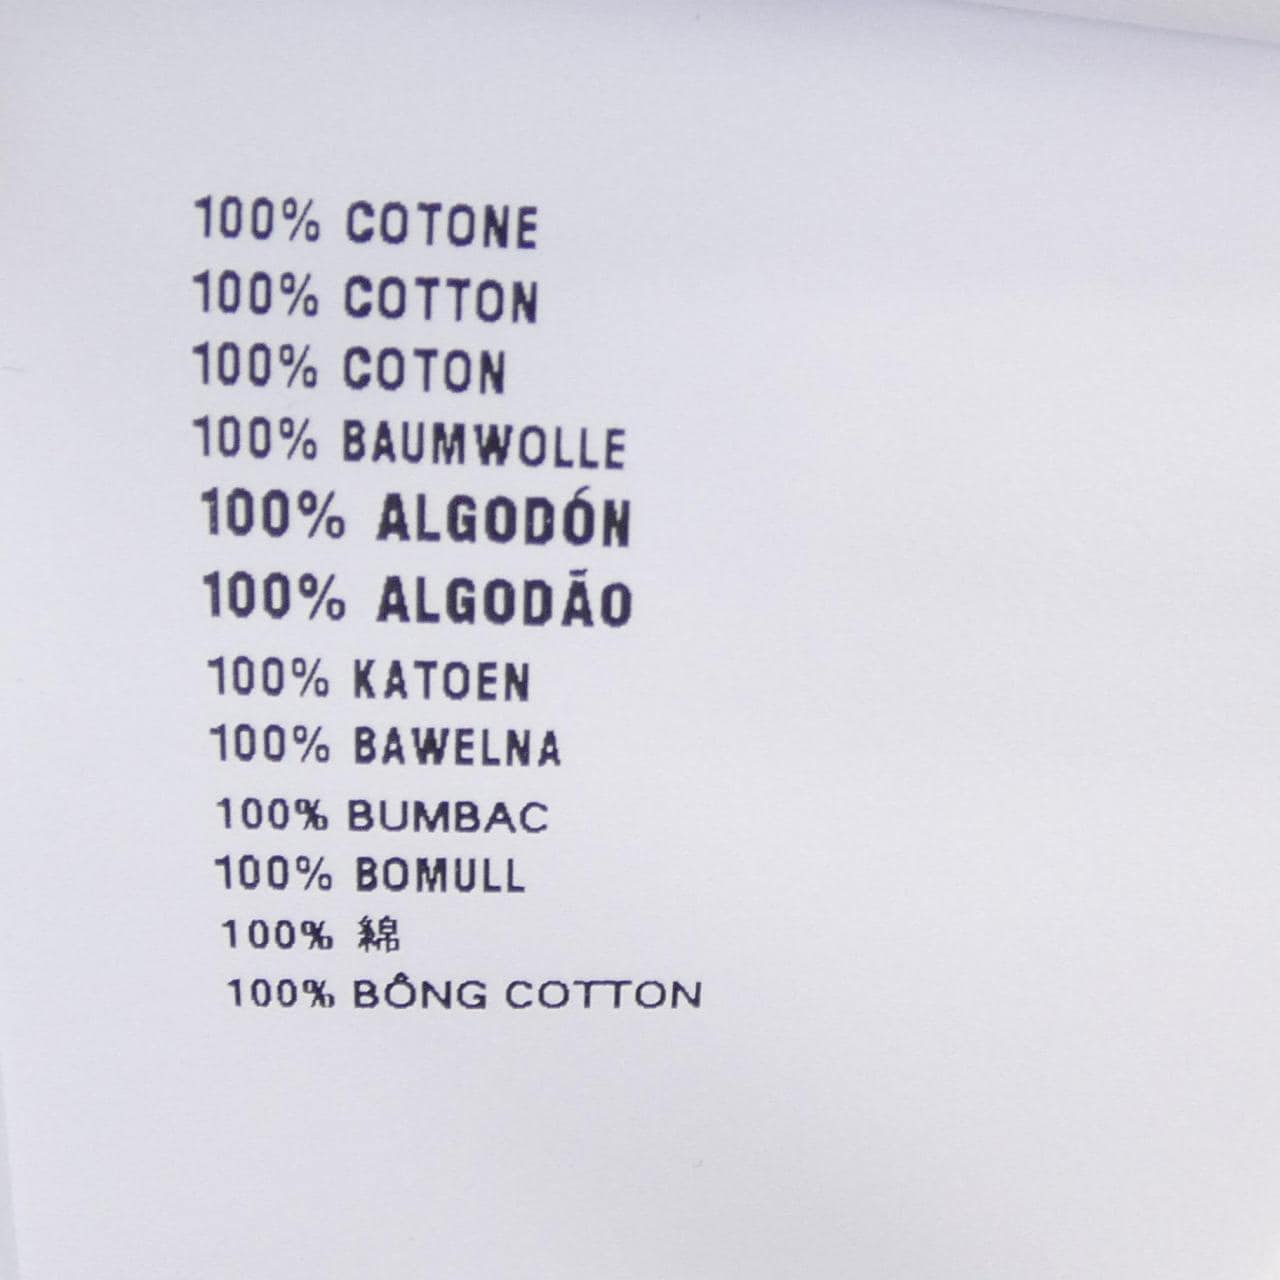 100% COTONE
100% COTTON
100% COTON
100% BAUMWOLLE
100% ALGODÓN
100% ALGODÃO
100% KATOEN
100% BAWELNA
100% BUMBAC
100% BOMULL
100% 綿
100% BÔNG COTTON